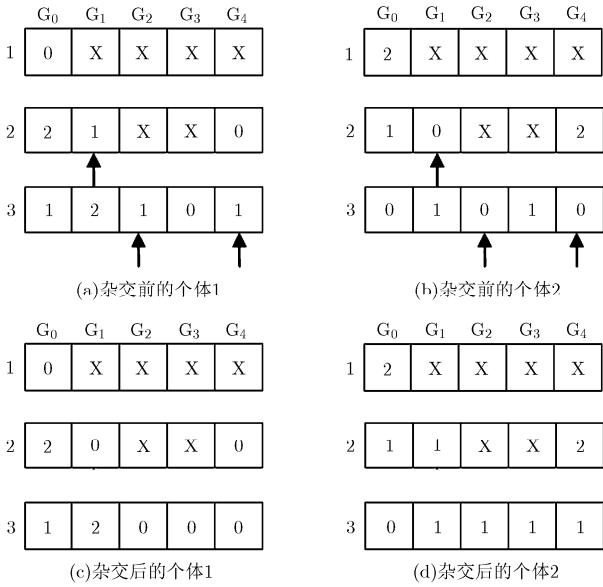 G₀ G₁ G₂ G₃ G₄
1 0 X X X X
2 2 1 X X 0
3 1 2 1 0 1
(a)杂交前的个体1
G₀ G₁ G₂ G₃ G₄
1 2 X X X X
2 1 0 X X 2
3 0 1 0 1 0
(b)杂交前的个体2
G₀ G₁ G₂ G₃ G₄
1 0 X X X X
2 2 0 X X 0
3 1 2 0 0 0
(c)杂交后的个体1
G₀ G₁ G₂ G₃ G₄
1 2 X X X X
2 1 1 X X 2
3 0 1 1 1 1
(d)杂交后的个体2